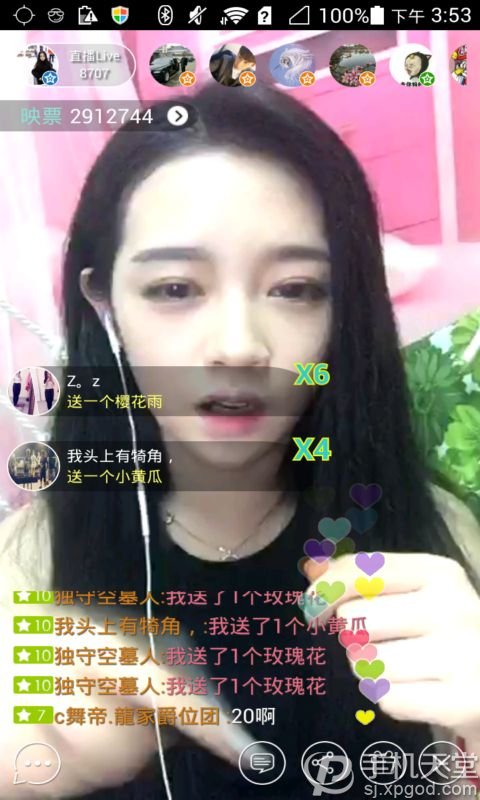 100% 下午 3:53
直播Live
8707
映票 2912744
Z。z
送一个樱花雨
X6
我头上有犄角，
送一个小黄瓜
X4
10 独守空墓人:我送了1个玫瑰花
10 我头上有犄角，:我送了1个小黄瓜
10 独守空墓人:我送了1个玫瑰花
10 独守空墓人:我送了1个玫瑰花
7 c舞帝.龍家爵位团 .20啊
手机天堂
sj.xpgod.com